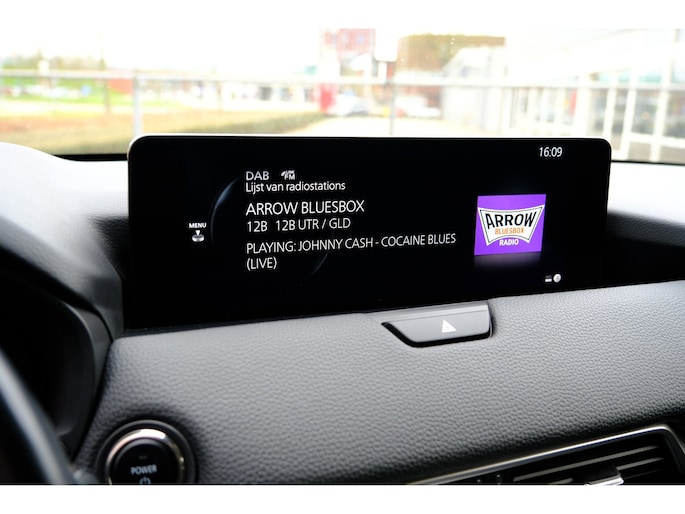 16:09
DAB FM
Lijst van radiostations
ARROW BLUESBOX
12B 12B UTR / GLD
PLAYING: JOHNNY CASH - COCAINE BLUES
(LIVE)
MENU
ARROW
BLUESBOX
RADIO
POWER